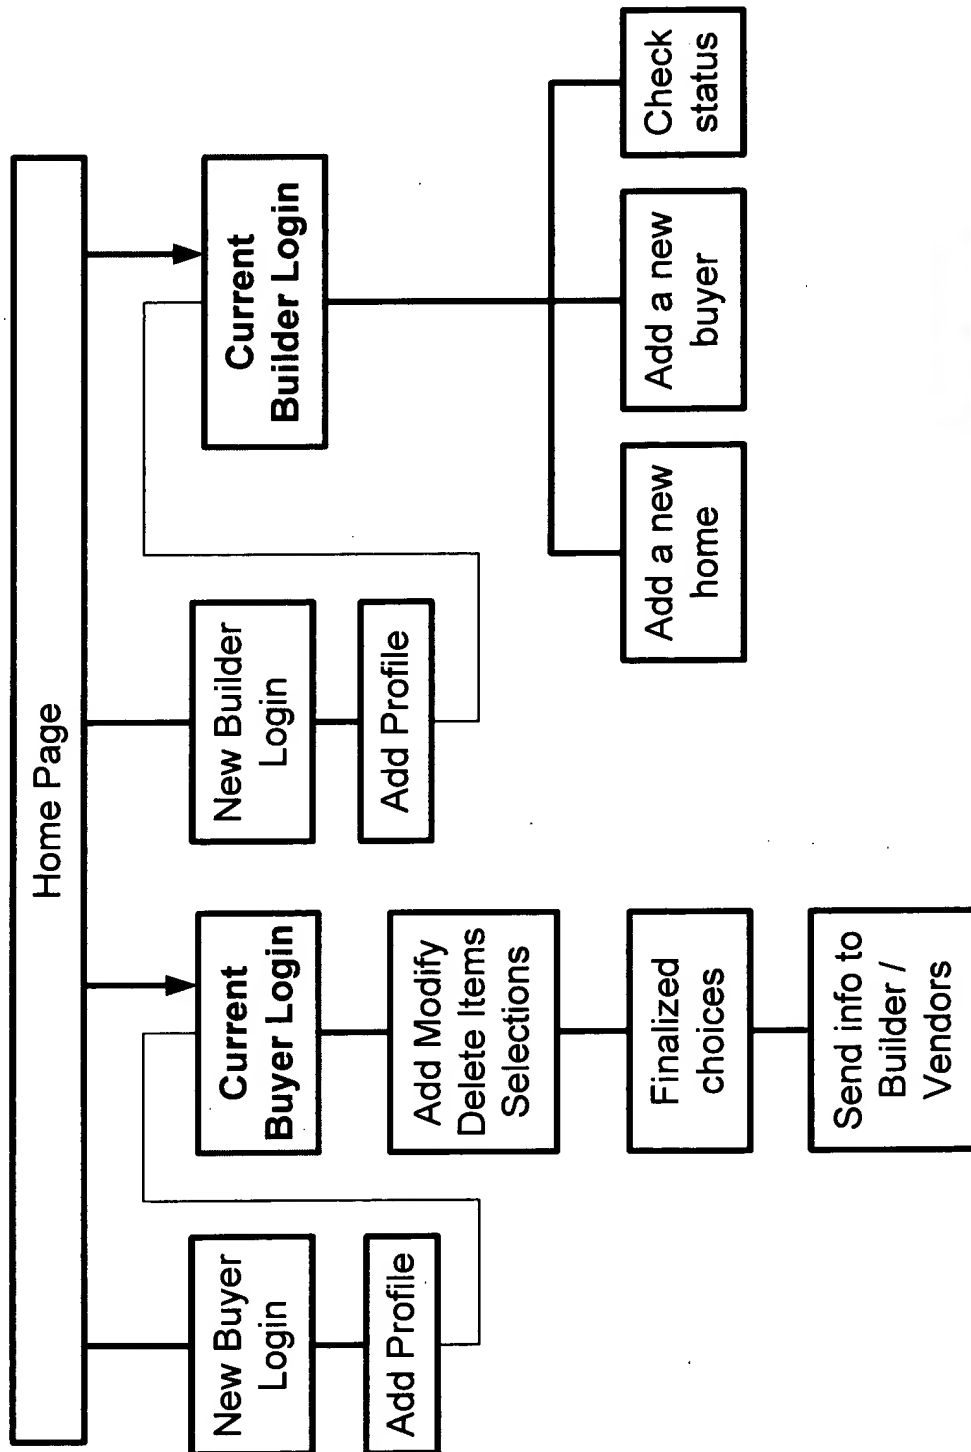 Home Page
New Buyer
Login
Add Profile
Current
Buyer Login
Add Modify
Delete Items
Selections
Finalized
choices
Send info to
Builder /
Vendors
New Builder
Login
Add Profile
Current
Builder Login
Add a new
home
Add a new
buyer
Check
status